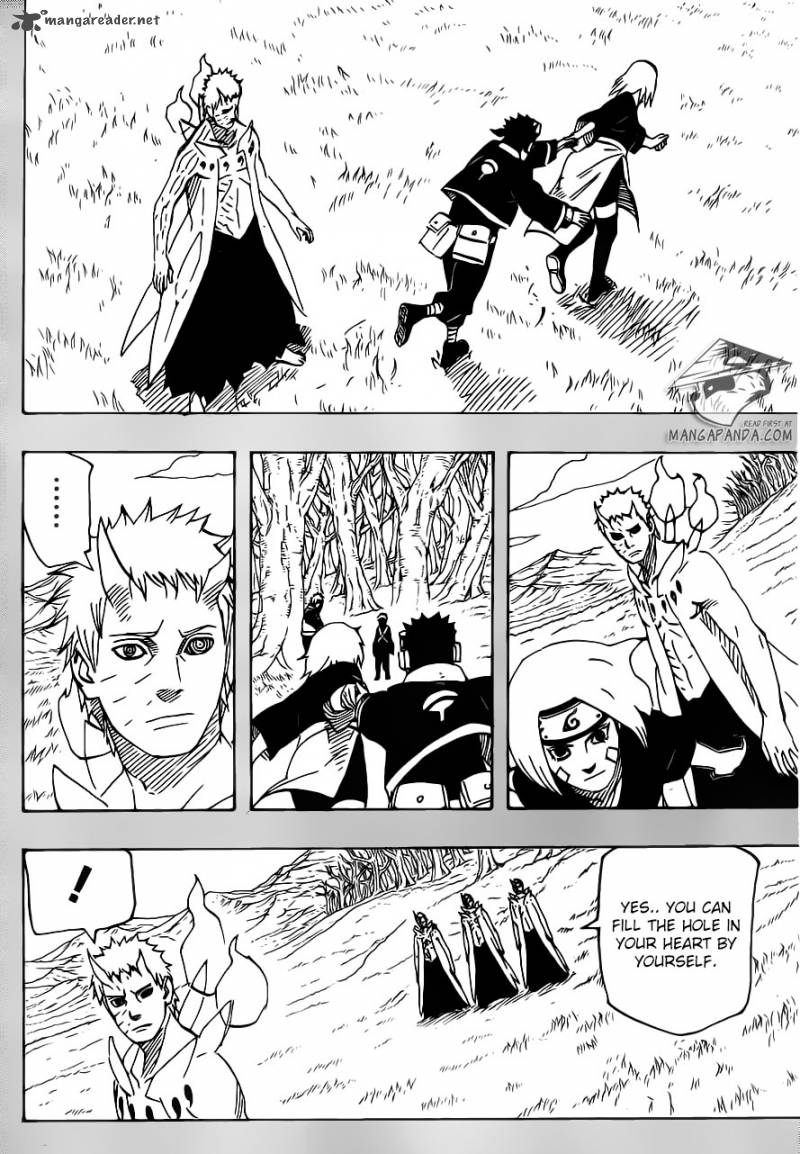 mangareader.net
READ FIRST AT
MANGAPANDA.COM
.......
!
YES.. YOU CAN
FILL THE HOLE IN
YOUR HEART BY
YOURSELF.